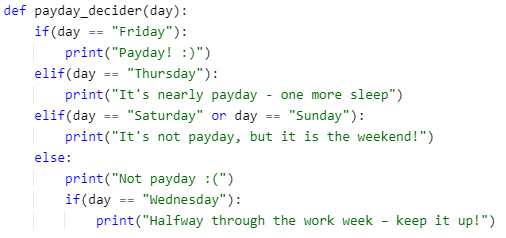 def payday_decider(day):
    if(day == "Friday"):
        print("Payday! :)")
    elif(day == "Thursday"):
        print("It's nearly payday - one more sleep")
    elif(day == "Saturday" or day == "Sunday"):
        print("It's not payday, but it is the weekend!")
    else:
        print("Not payday :(")
        if(day == "Wednesday"):
            print("Halfway through the work week – keep it up!")